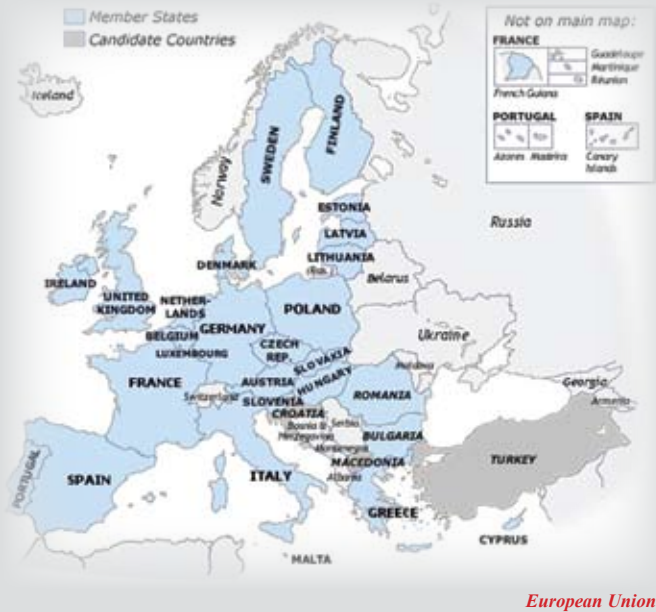 Member States
Candidate Countries
Not on main map:
FRANCE
Guadeloupe
Martinique
Réunion
French Guiana
PORTUGAL
SPAIN
Azores
Madeira
Canary
Islands
Iceland
Norway
SWEDEN
FINLAND
Russia
ESTONIA
LATVIA
LITHUANIA
(Rus.)
DENMARK
Belarus
IRELAND
UNITED
KINGDOM
NETHER-
LANDS
POLAND
GERMANY
BELGIUM
Ukraine
LUXEMBOURG
CZECH
REP.
SLOVAKIA
Moldova
FRANCE
AUSTRIA
HUNGARY
Switzerland
SLOVENIA
ROMANIA
Georgia
Armenia
CROATIA
Bosnia &
Herzegovina
Serbia
Montenegro
BULGARIA
MACEDONIA
Albania
TURKEY
PORTUGAL
SPAIN
ITALY
GREECE
CYPRUS
MALTA
European Union